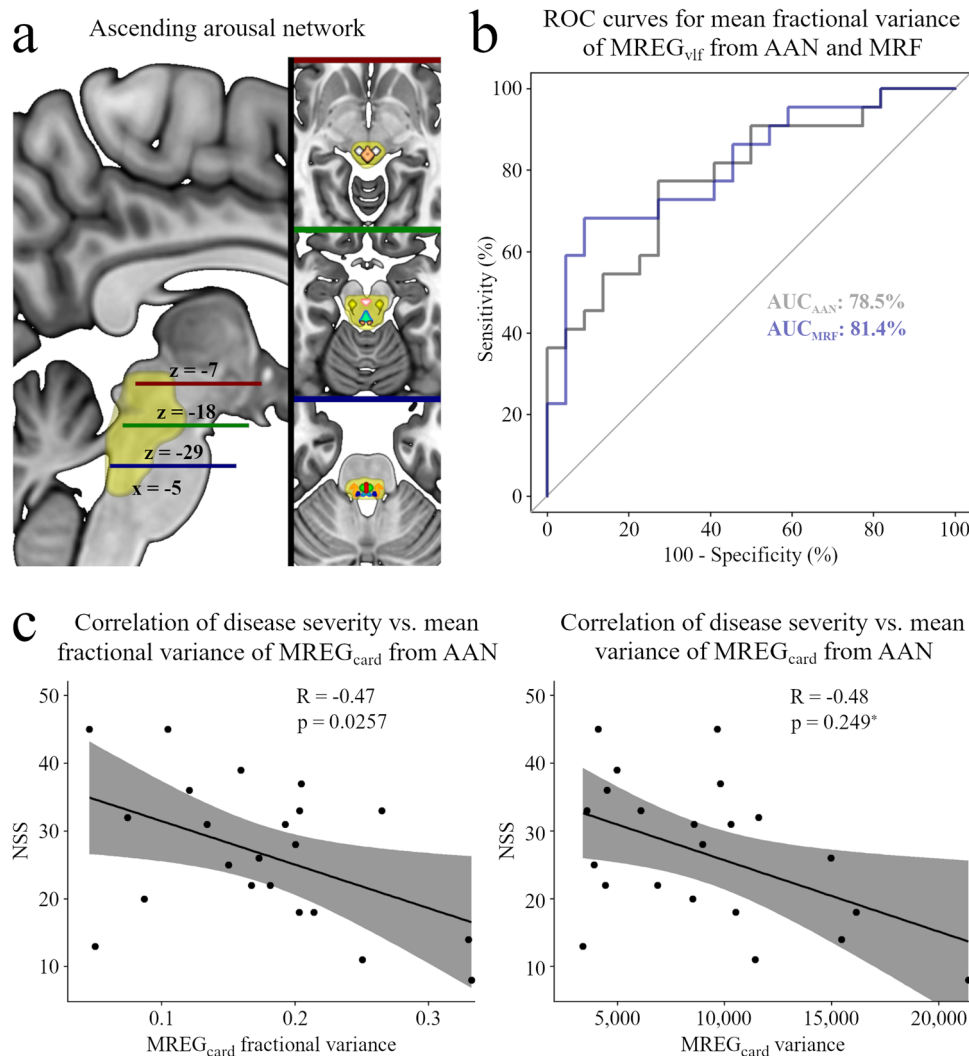 a
Ascending arousal network
z = -7
z = -18
z = -29
x = -5
b
ROC curves for mean fractional variance
of MREGvlf from AAN and MRF
100
80
60
40
20
0
Sensitivity (%)
AUCAAN: 78.5%
AUCMRF: 81.4%
0 20 40 60 80 100
100 - Specificity (%)
c
Correlation of disease severity vs. mean
fractional variance of MREGcard from AAN
R = -0.47
p = 0.0257
50
40
30
20
10
NSS
0.1 0.2 0.3
MREGcard fractional variance
Correlation of disease severity vs. mean
variance of MREGcard from AAN
R = -0.48
p = 0.249*
50
40
30
20
10
NSS
5,000 10,000 15,000 20,000
MREGcard variance